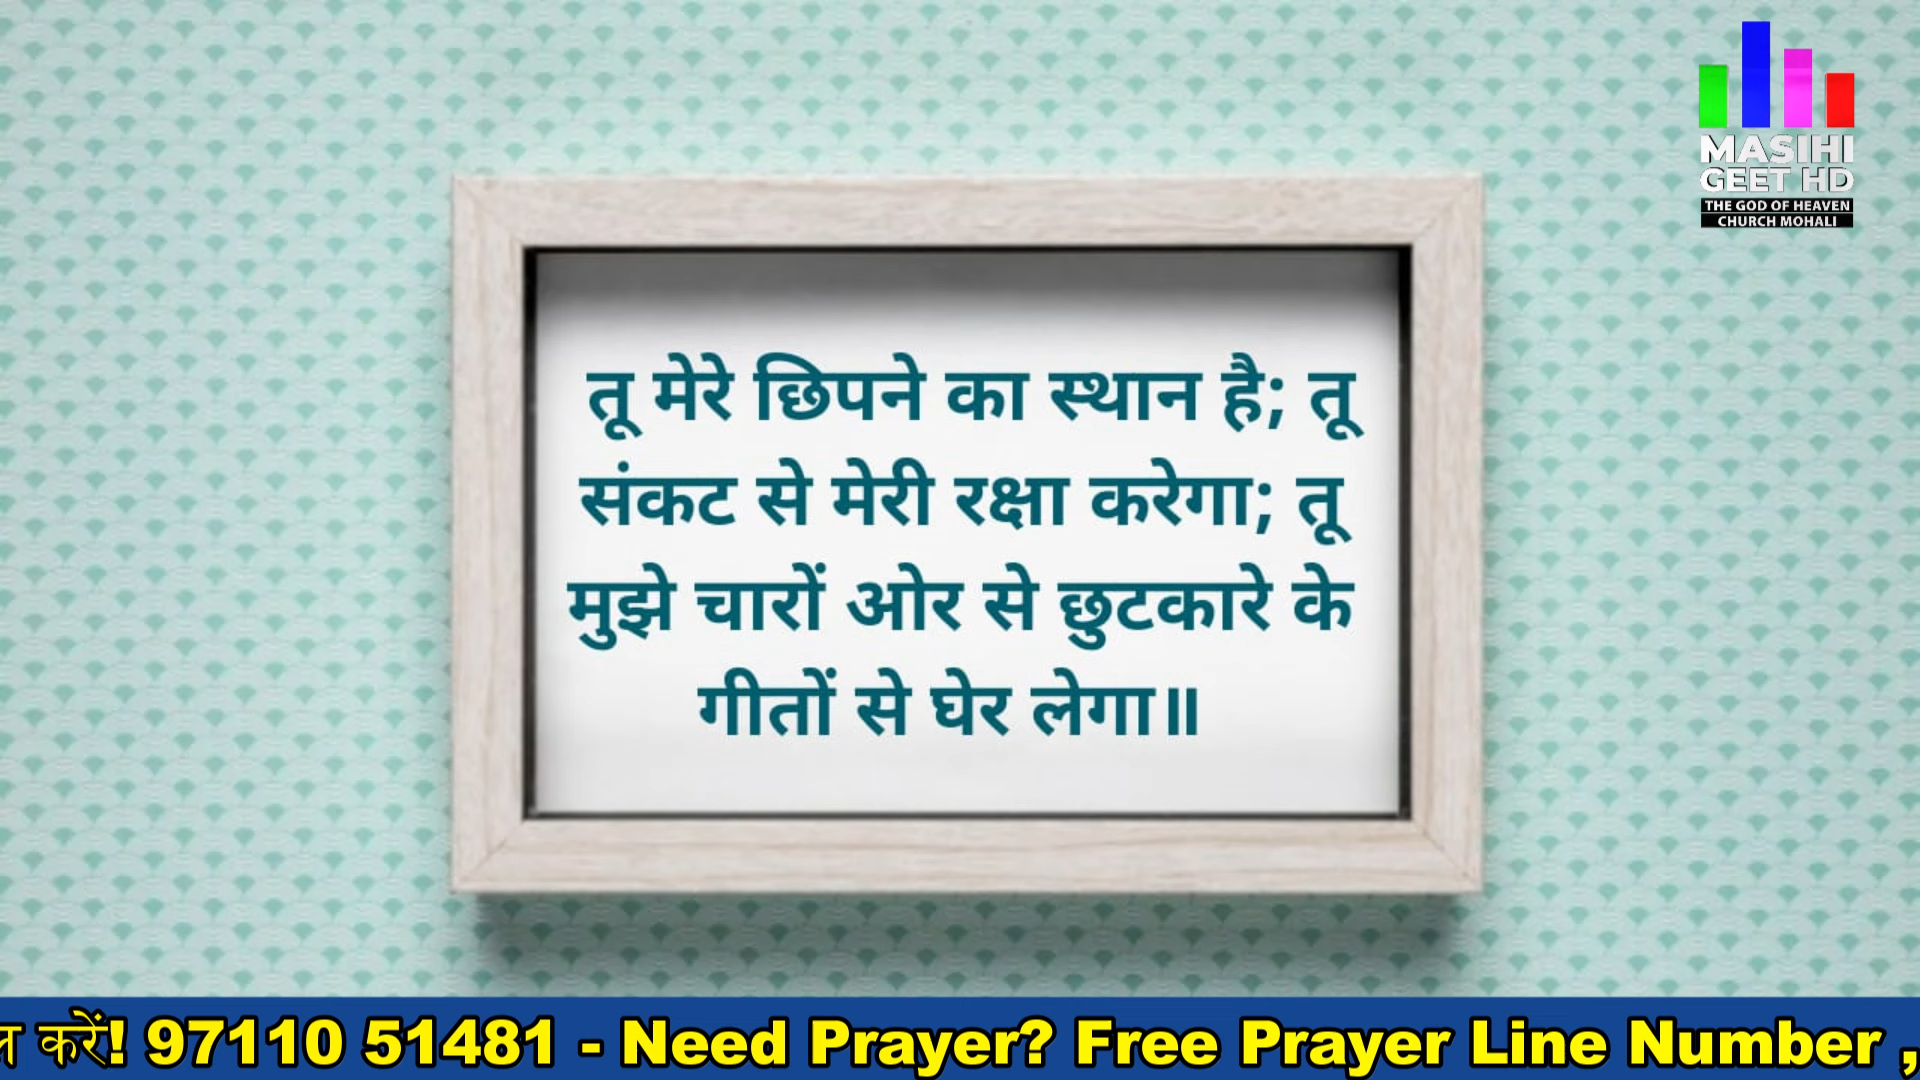 MASIHI
GEET HD
THE GOD OF HEAVEN
CHURCH MOHALI
तू मेरे छिपने का स्थान है; तू
संकट से मेरी रक्षा करेगा; तू
मुझे चारों ओर से छुटकारे के
गीतों से घेर लेगा॥
करें! 97110 51481 - Need Prayer? Free Prayer Line Number ,